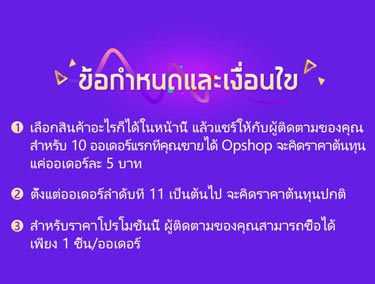 ข้อกำหนดและเงื่อนไข
1 เลือกสินค้าอะไรก็ได้ในหน้านี้ แล้วแชร์ให้กับผู้ติดตามของคุณ
สำหรับ 10 ออเดอร์แรกที่คุณขายได้ Opshop จะคิดราคาต้นทุน
แค่ออเดอร์ละ 5 บาท
2 ตั้งแต่ออเดอร์ลำดับที่ 11 เป็นต้นไป จะคิดราคาต้นทุนปกติ
3 สำหรับราคาโปรโมชั่นนี้ ผู้ติดตามของคุณสามารถซื้อได้
เพียง 1 ชิ้น/ออเดอร์